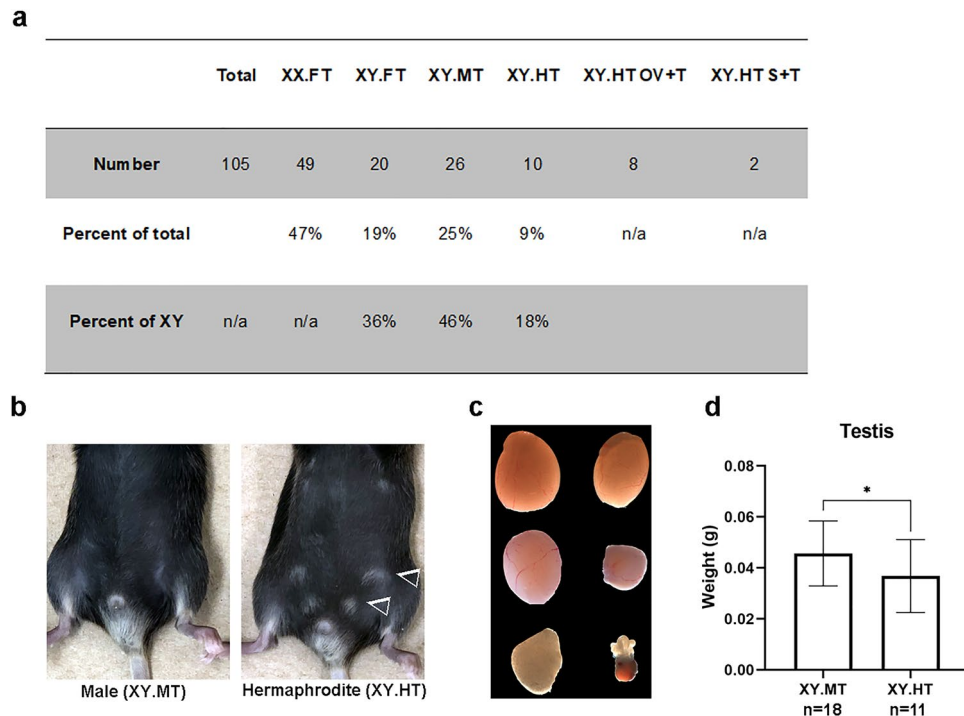 a
Total XX.FT XY.FT XY.MT XY.HT XY.HT OV+T XY.HT S+T
Number 105 49 20 26 10 8 2
Percent of total 47% 19% 25% 9% n/a n/a
Percent of XY n/a n/a 36% 46% 18%
b
Male (XY.MT)
Hermaphrodite (XY.HT)
c
d
Testis
Weight (g)
0.08
0.06
0.04
0.02
0.00
*
XY.MT XY.HT
n=18 n=11